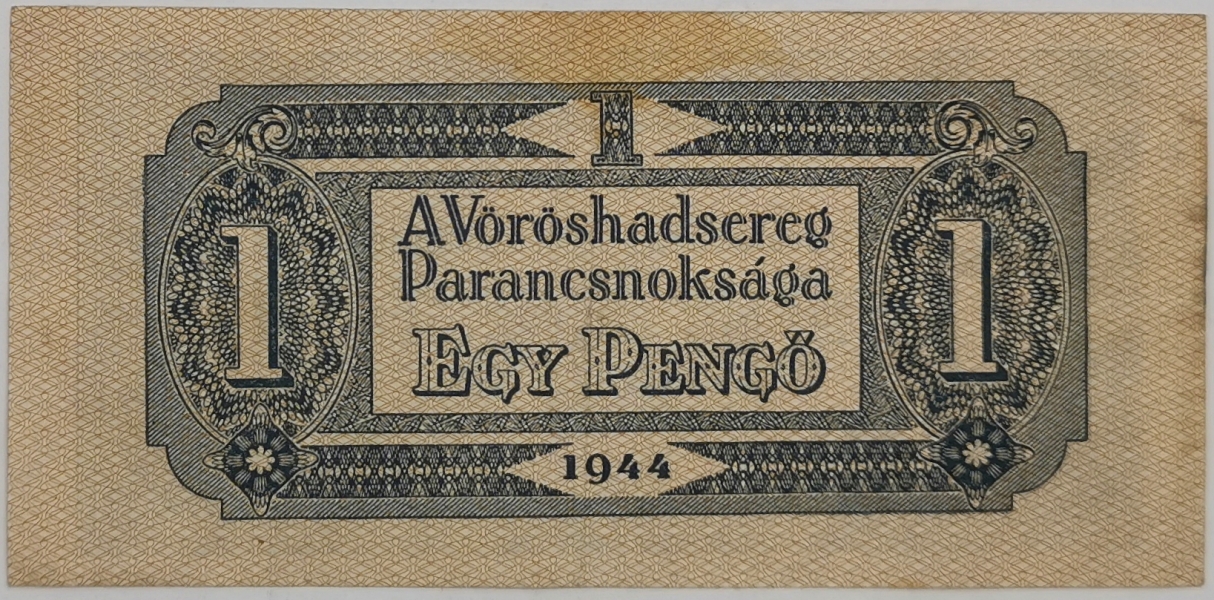 1
A Vöröshadsereg
Parancsnoksága
1 1
EGY PENGŐ
1944